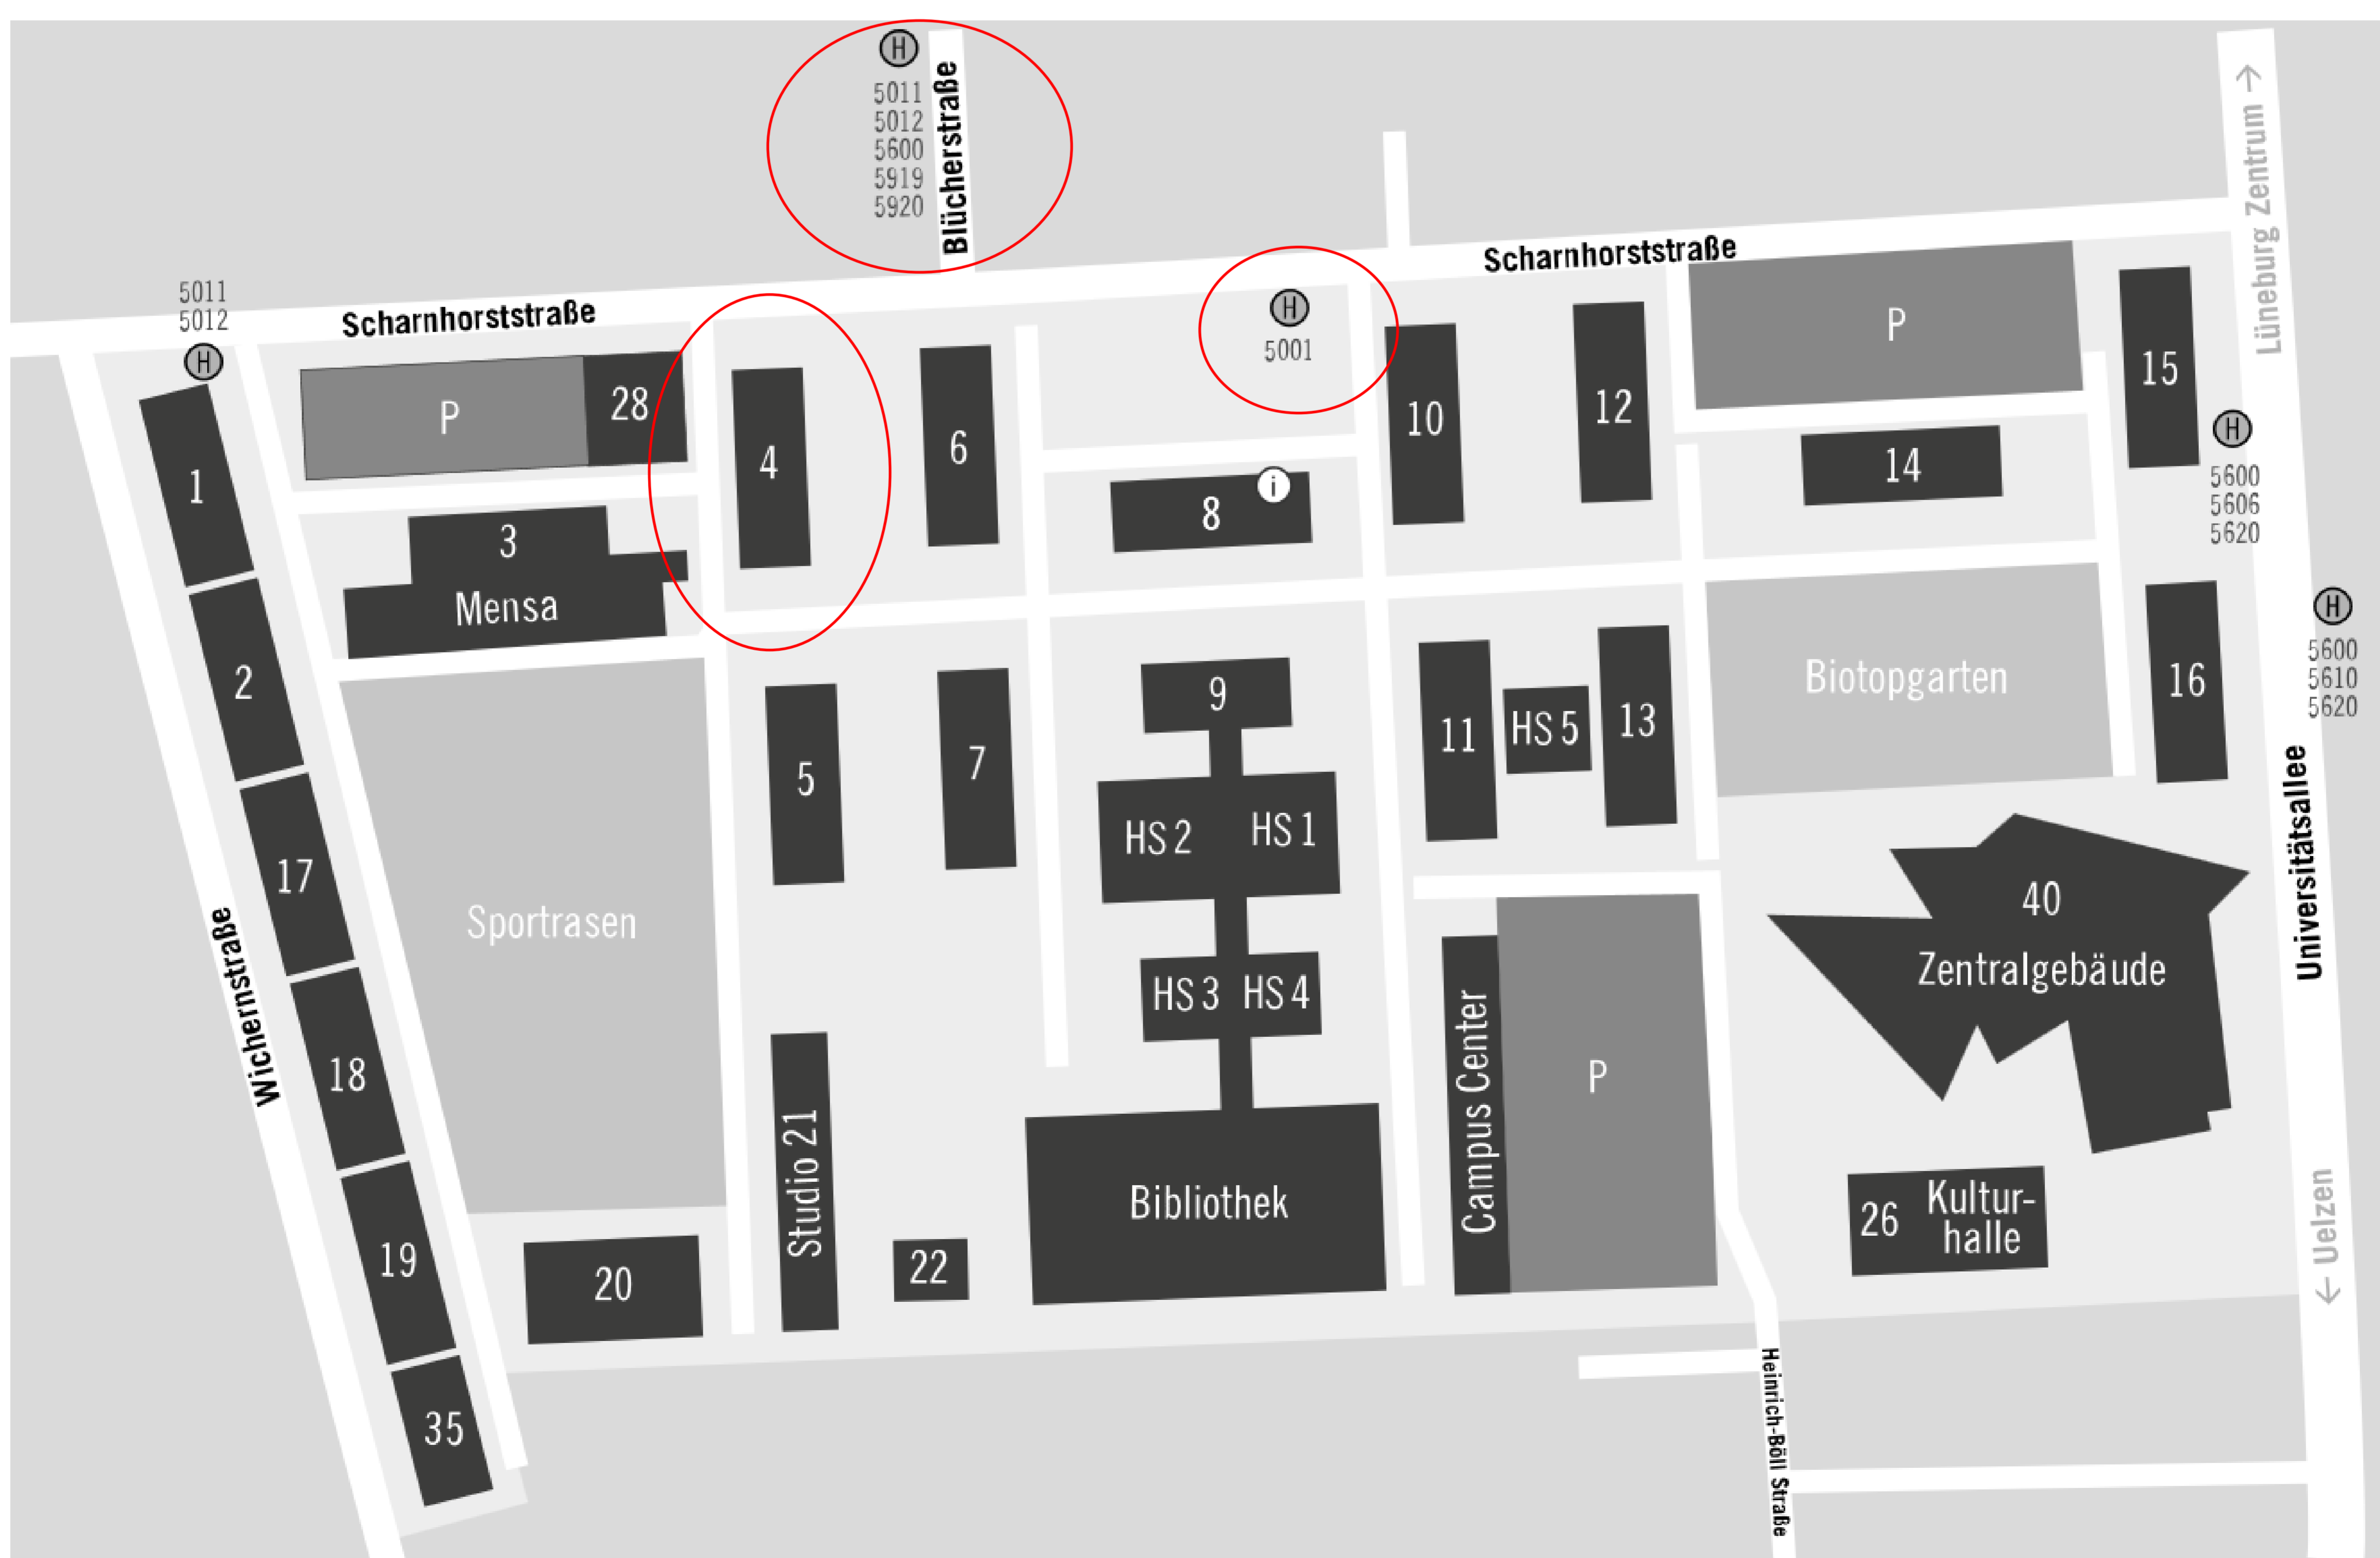 H
5011
5012
5600
5919
5920
Blücherstraße
Lüneburg Zentrum →
Scharnhorststraße
5011
5012
H
Scharnhorststraße
H
5001
P
28
4
6
10
12
P
15
H
5600
5606
5620
1
3
Mensa
8
i
14
H
5600
5610
5620
2
5
7
9
11
HS 5
13
Biotopgarten
16
HS 2
HS 1
17
Sportrasen
40
Zentralgebäude
Universitätsallee
Wichernstraße
18
HS 3
HS 4
Campus Center
P
Studio 21
Bibliothek
26
Kultur-
halle
← Uelzen
19
20
22
35
Heinrich-Böll Straße